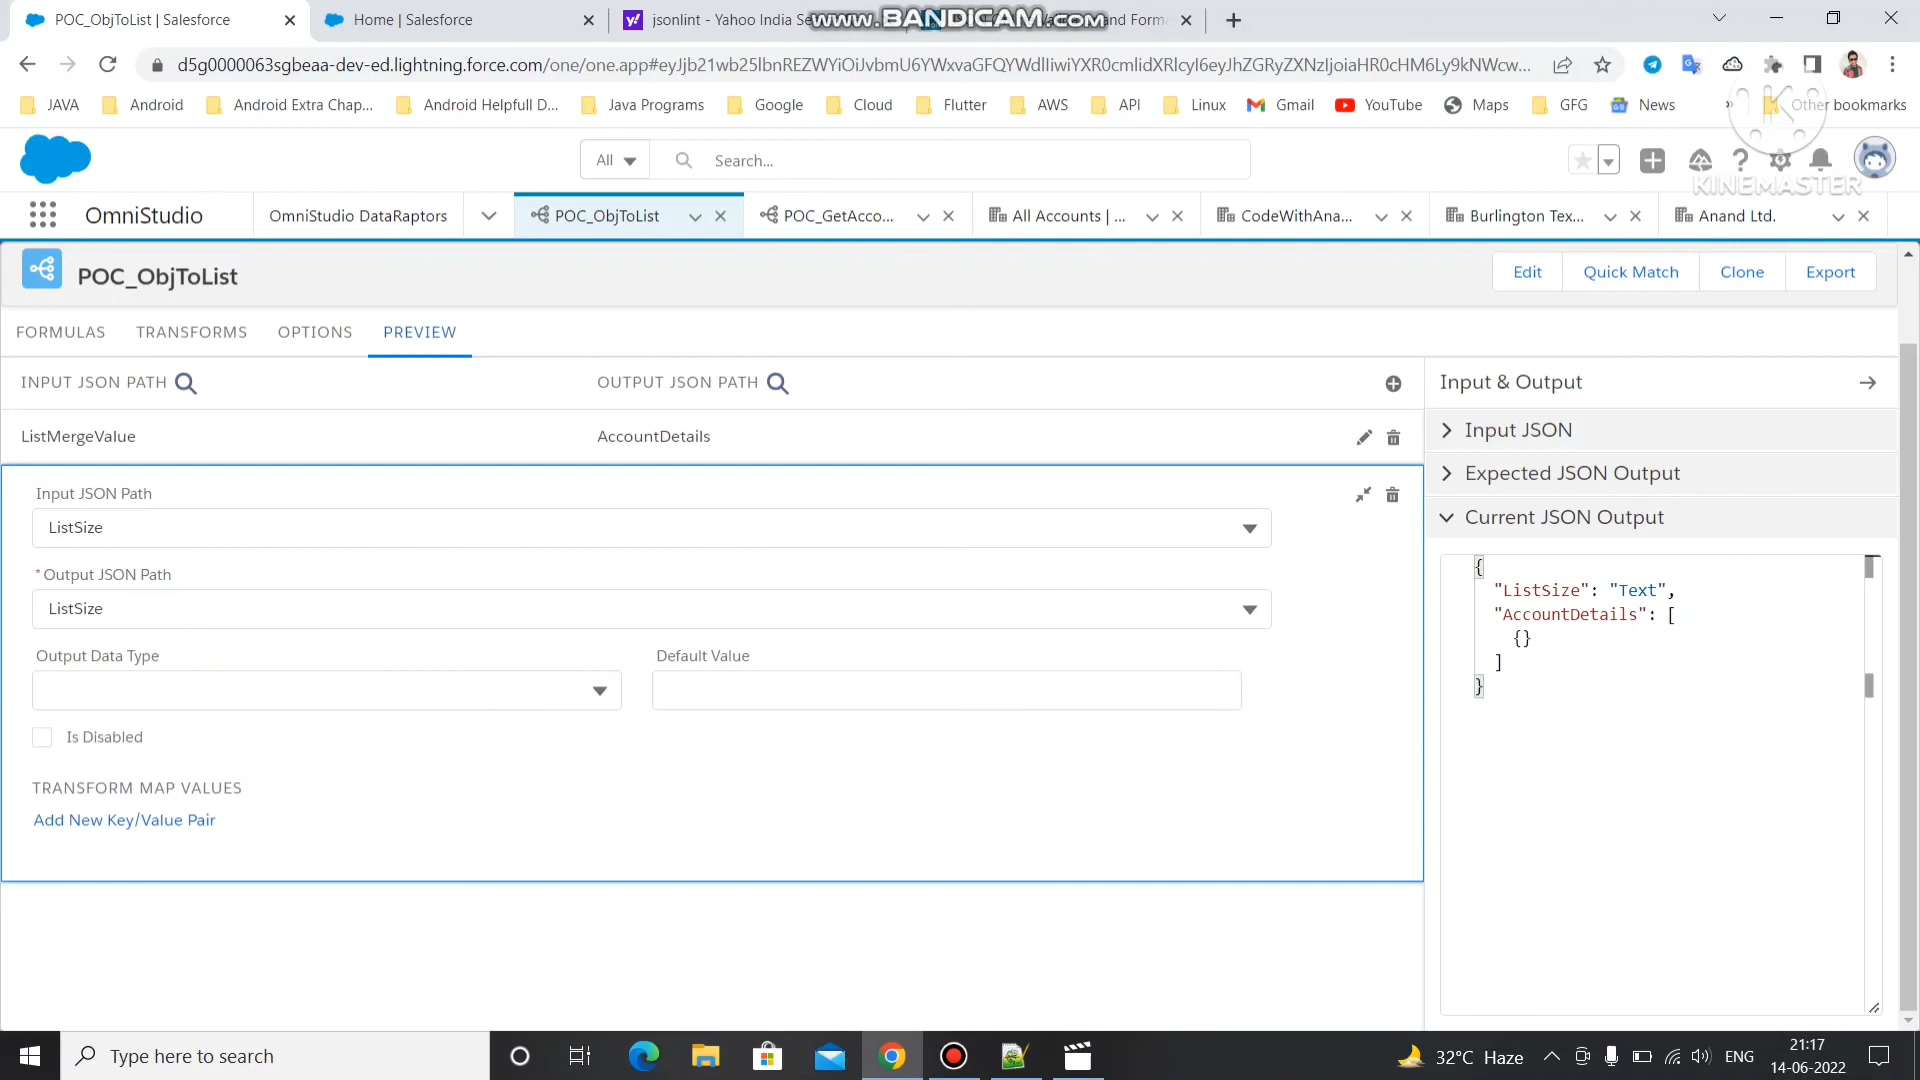 POC_ObjToList | Salesforce
Home | Salesforce
jsonlint - Yahoo India Se
www.BANDICAM.com
and Forma
d5g0000063sgbeaa-dev-ed.lightning.force.com/one/one.app#eyJjb21wb25lbnREZWYiOiJvbmU6YWxvaGFQYWdlIiwiYXR0cmlidXRlcyI6eyJhZGRyZXNzIjoiaHR0cHM6Ly9kNWcw...
JAVA
Android
Android Extra Chap...
Android Helpfull D...
Java Programs
Google
Cloud
Flutter
AWS
API
Linux
Gmail
YouTube
Maps
GFG
News
»
Other bookmarks
All
Search...
KINEMASTER
OmniStudio
OmniStudio DataRaptors
POC_ObjToList
POC_GetAcco...
All Accounts | ...
CodeWithAna...
Burlington Tex...
Anand Ltd.
POC_ObjToList
Edit
Quick Match
Clone
Export
FORMULAS
TRANSFORMS
OPTIONS
PREVIEW
INPUT JSON PATH
OUTPUT JSON PATH
Input & Output
ListMergeValue
AccountDetails
Input JSON
Expected JSON Output
Current JSON Output
Input JSON Path
ListSize
* Output JSON Path
ListSize
Output Data Type
Default Value
Is Disabled
TRANSFORM MAP VALUES
Add New Key/Value Pair
{
"ListSize": "Text",
"AccountDetails": [
{}
]
}
Type here to search
32°C Haze
ENG
21:17
14-06-2022